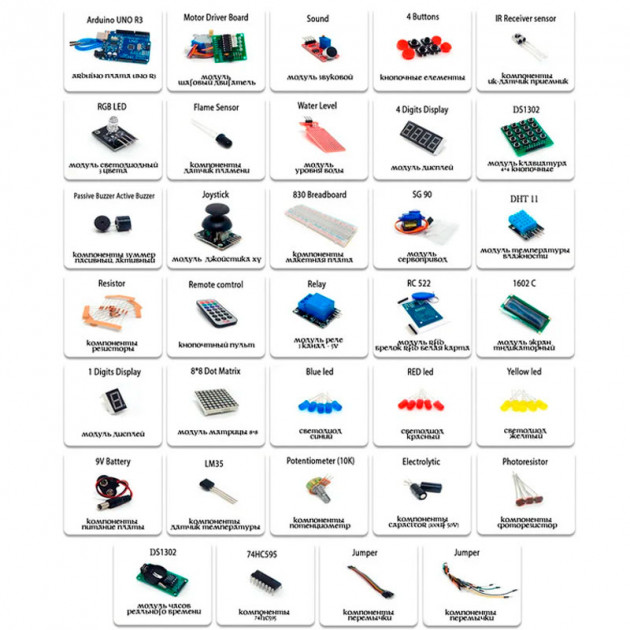 Arduino UNO R3
Arduino плата UNO R3
Motor Driver Board
модуль
шаговый двигатель
Sound
модуль звуковой
4 Buttons
кнопочные елементы
IR Receiver sensor
компоненты
ик-датчик приемник
RGB LED
модуль светодиодный
3 цвета
Flame Sensor
компоненты
датчик пламени
Water Level
модуль
уровня воды
4 Digits Display
модуль дисплей
DS1302
модуль клавиатура
4*4 кнопочные
Passive Buzzer Active Buzzer
компоненты зуммер
пасивный активный
Joystick
модуль джойстика xy
830 Breadboard
компоненты
макетная плата
SG 90
модуль
сервопривод
DHT 11
модуль температуры
влажности
Resistor
компоненты
резисторы
Remote comtrol
кнопочтный пульт
Relay
модуль реле
1 канал - 5V
RC 522
модуль RFID,
брелок RFID белая карта
1602 C
модуль экран
тндикаторный
1 Digits Display
модуль дисплей
8*8 Dot Matrix
модуль матрицы 8*8
Blue led
светодиод
синий
RED led
светодиод
красный
Yellow led
светодиод
желтый
9V Battery
компоненты
питание платы
LM35
компоненты
датчик температуры
Potentiometer (10K)
компоненты
потенциометр
Electrolytic
компоненты
capacitor
Photoresistor
компоненты
фоторезистор
DS1302
модуль часов
реального времени
74HC595
компоненты
74HC595
Jumper
компоненты
перемычки
Jumper
компоненты
перемычки